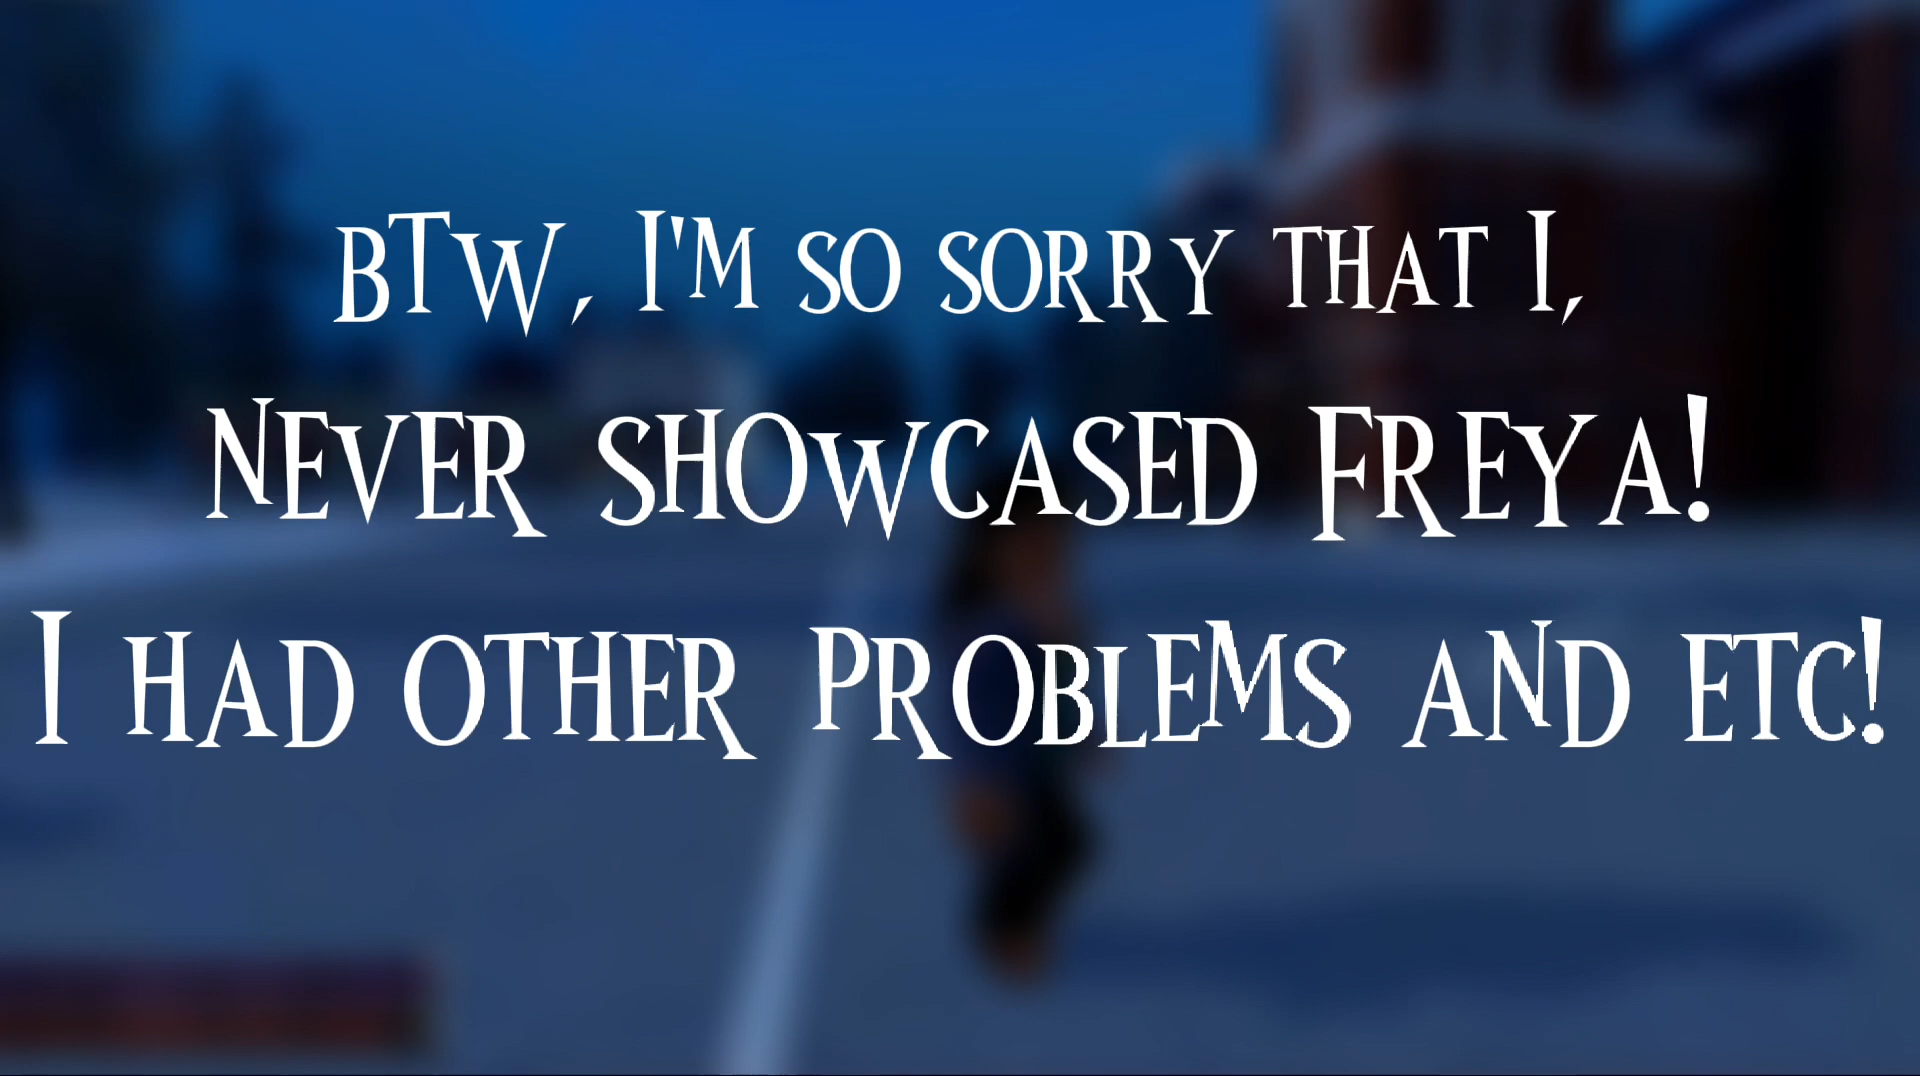 BTW, I'M SO SORRY THAT I,
NEVER SHOWCASED FREYA!
I HAD OTHER PROBLEMS AND ETC!